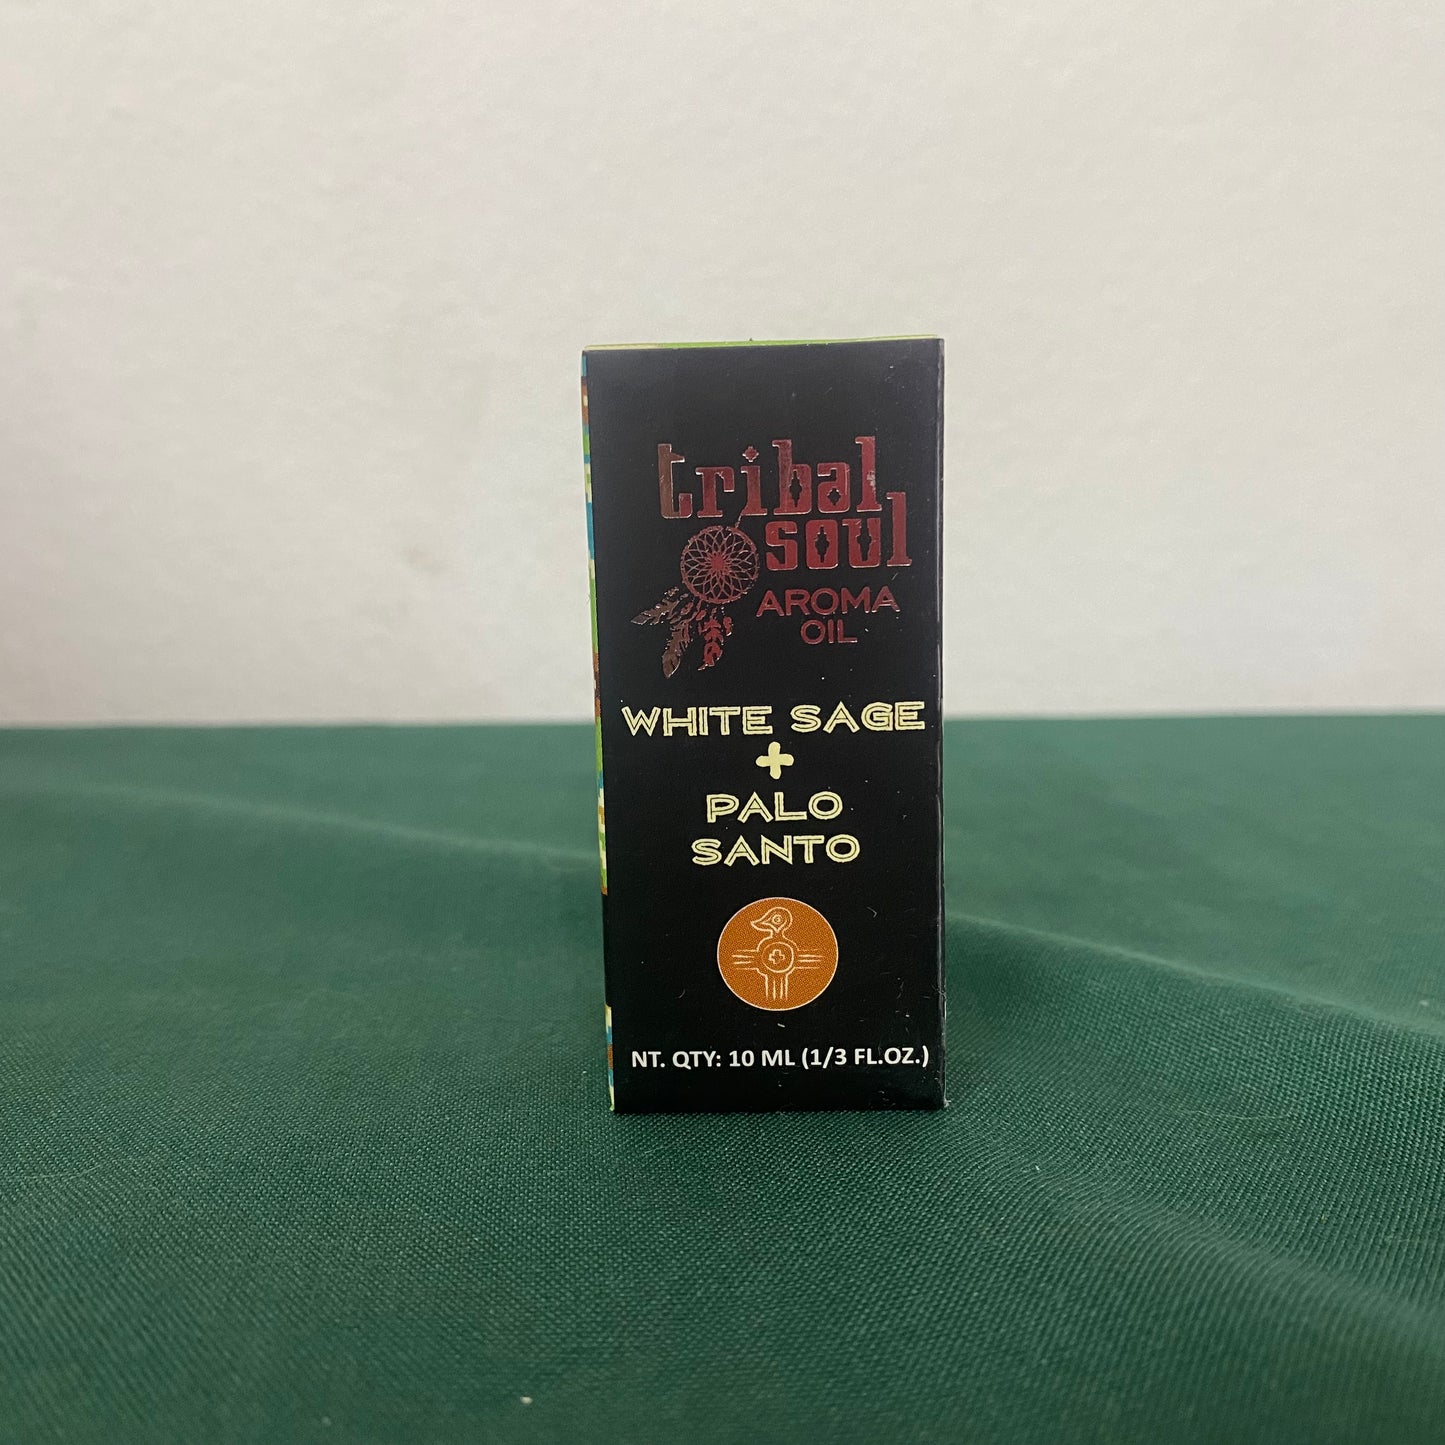 tribal
soul
AROMA
OIL
WHITE SAGE
+
PALO
SANTO
NT. QTY: 10 ML (1/3 FL.OZ.)